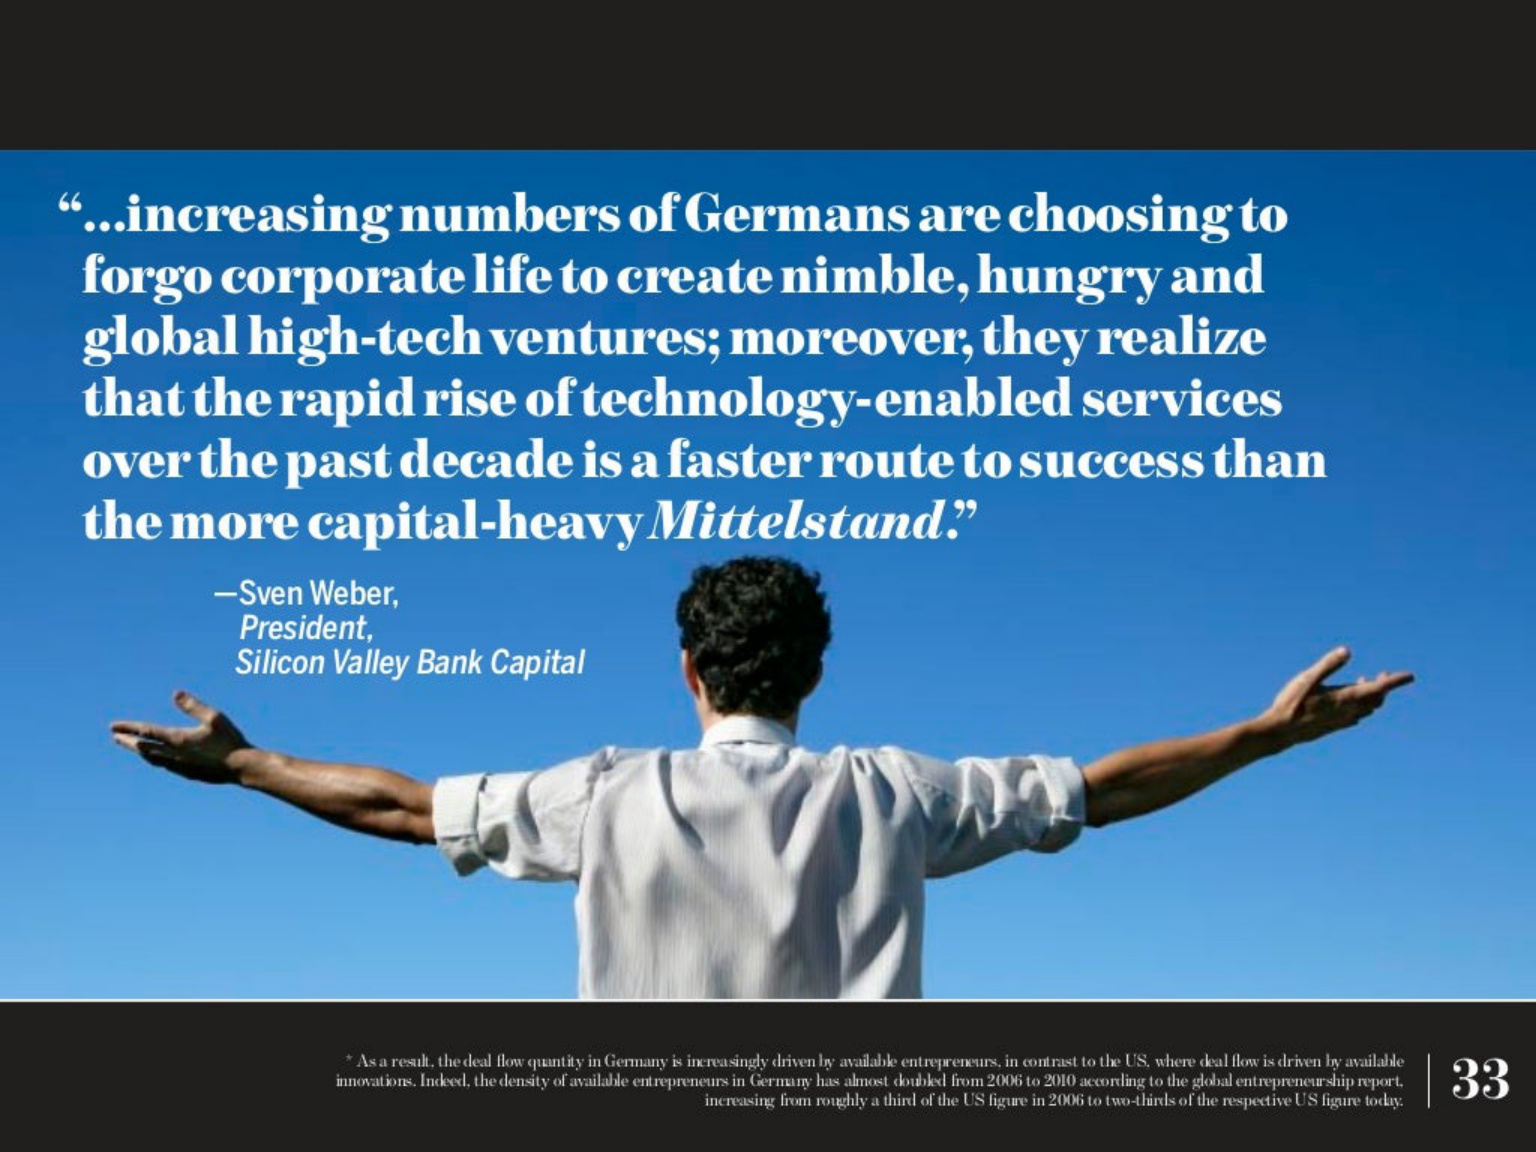 “...increasing numbers of Germans are choosing to
forgo corporate life to create nimble, hungry and
global high-tech ventures; moreover, they realize
that the rapid rise of technology-enabled services
over the past decade is a faster route to success than
the more capital-heavy Mittelstand.”
—Sven Weber,
President,
Silicon Valley Bank Capital
* As a result, the deal flow quantity in Germany is increasingly driven by available entrepreneurs, in contrast to the US, where deal flow is driven by available
innovations. Indeed, the density of available entrepreneurs in Germany has almost doubled from 2006 to 2010 according to the global entrepreneurship report,
increasing from roughly a third of the US figure in 2006 to two-thirds of the respective US figure today.
33